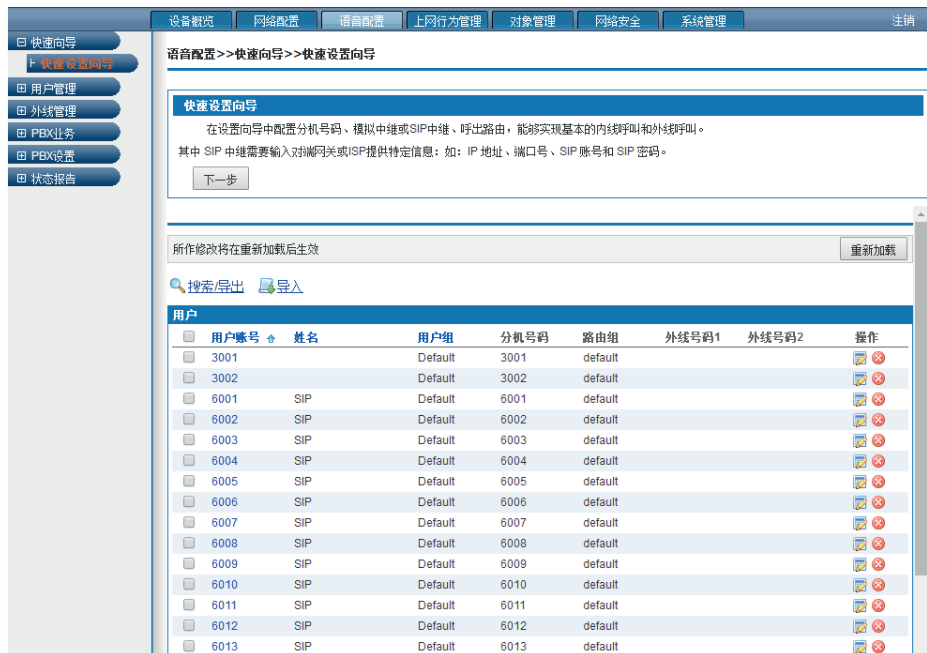 设备概览 网络配置 语音配置 上网行为管理 对象管理 网络安全 系统管理 注销
快速向导
快速设置向导
用户管理
外线管理
PBX业务
PBX设置
状态报告
语音配置>>快速向导>>快速设置向导
快速设置向导
在设置向导中配置分机号码、模拟中继或SIP中继、呼出路由，能够实现基本的内线呼叫和外线呼叫。
其中 SIP 中继需要输入对端网关或ISP提供特定信息：如：IP 地址、端口号、SIP 账号和 SIP 密码。
下一步
所作修改将在重新加载后生效 重新加载
搜索/导出 导入
用户
用户账号 姓名 用户组 分机号码 路由组 外线号码1 外线号码2 操作
3001 Default 3001 default
3002 Default 3002 default
6001 SIP Default 6001 default
6002 SIP Default 6002 default
6003 SIP Default 6003 default
6004 SIP Default 6004 default
6005 SIP Default 6005 default
6006 SIP Default 6006 default
6007 SIP Default 6007 default
6008 SIP Default 6008 default
6009 SIP Default 6009 default
6010 SIP Default 6010 default
6011 SIP Default 6011 default
6012 SIP Default 6012 default
6013 SIP Default 6013 default